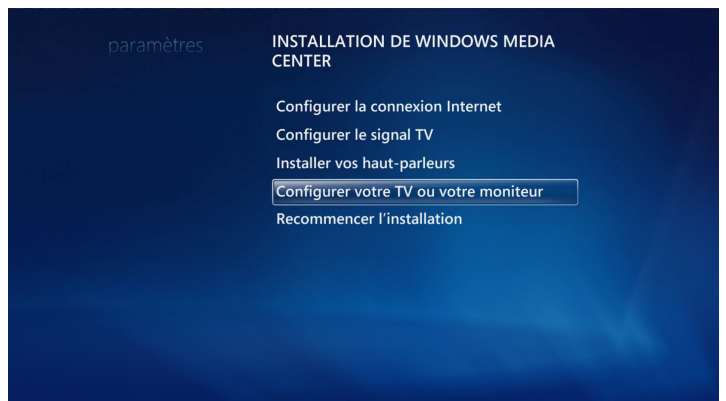 paramètres
INSTALLATION DE WINDOWS MEDIA
CENTER
Configurer la connexion Internet
Configurer le signal TV
Installer vos haut-parleurs
Configurer votre TV ou votre moniteur
Recommencer l'installation